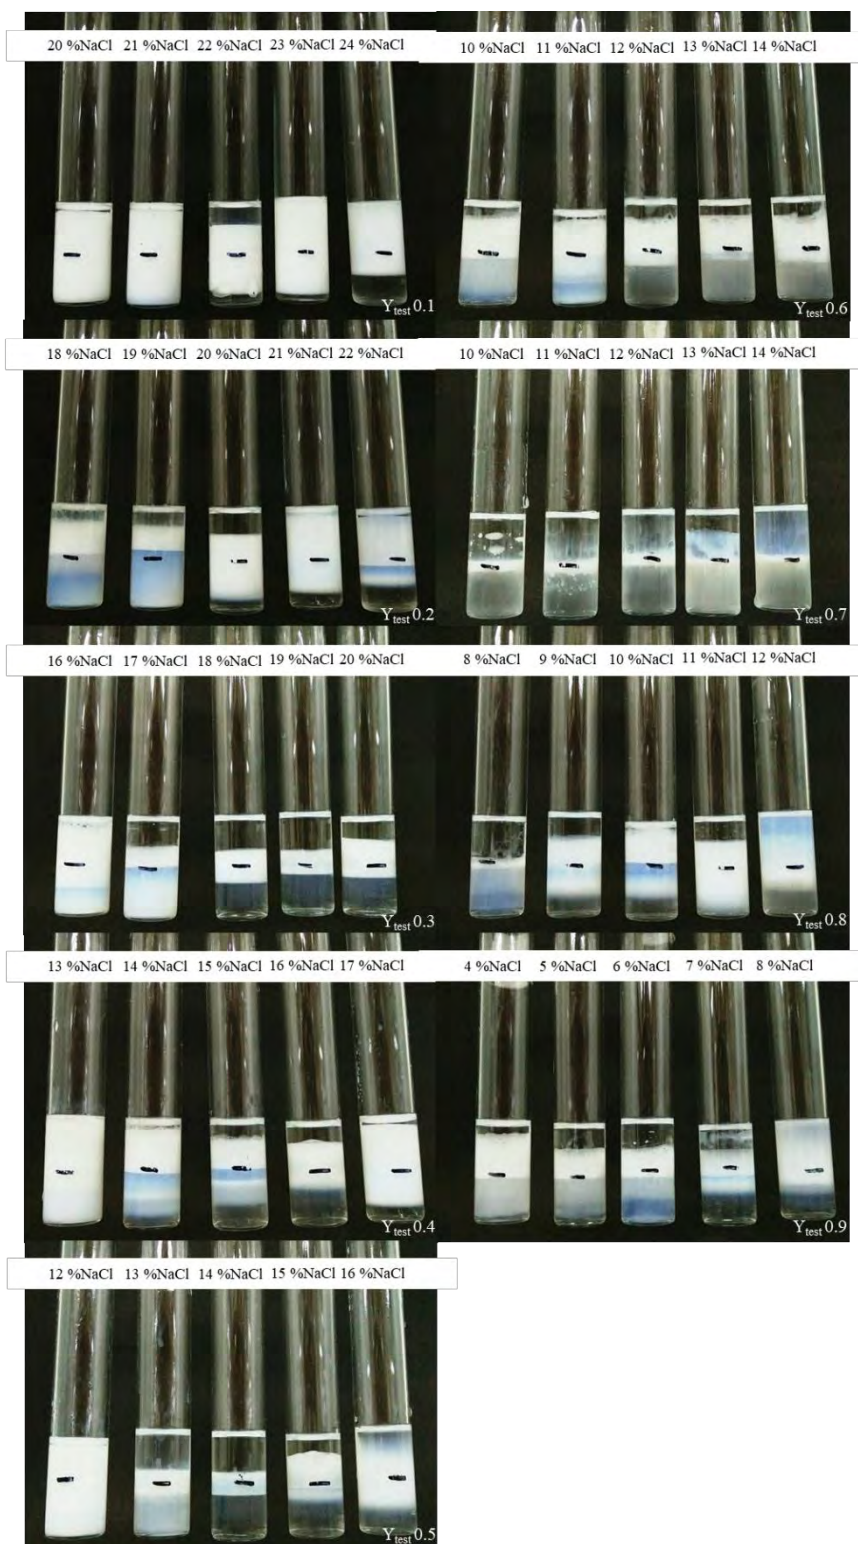 20 %NaCl 21 %NaCl 22 %NaCl 23 %NaCl 24 %NaCl
Ytest 0.1
18 %NaCl 19 %NaCl 20 %NaCl 21 %NaCl 22 %NaCl
Ytest 0.2
16 %NaCl 17 %NaCl 18 %NaCl 19 %NaCl 20 %NaCl
Ytest 0.3
13 %NaCl 14 %NaCl 15 %NaCl 16 %NaCl 17 %NaCl
Ytest 0.4
12 %NaCl 13 %NaCl 14 %NaCl 15 %NaCl 16 %NaCl
Ytest 0.5
10 %NaCl 11 %NaCl 12 %NaCl 13 %NaCl 14 %NaCl
Ytest 0.6
10 %NaCl 11 %NaCl 12 %NaCl 13 %NaCl 14 %NaCl
Ytest 0.7
8 %NaCl 9 %NaCl 10 %NaCl 11 %NaCl 12 %NaCl
Ytest 0.8
4 %NaCl 5 %NaCl 6 %NaCl 7 %NaCl 8 %NaCl
Ytest 0.9